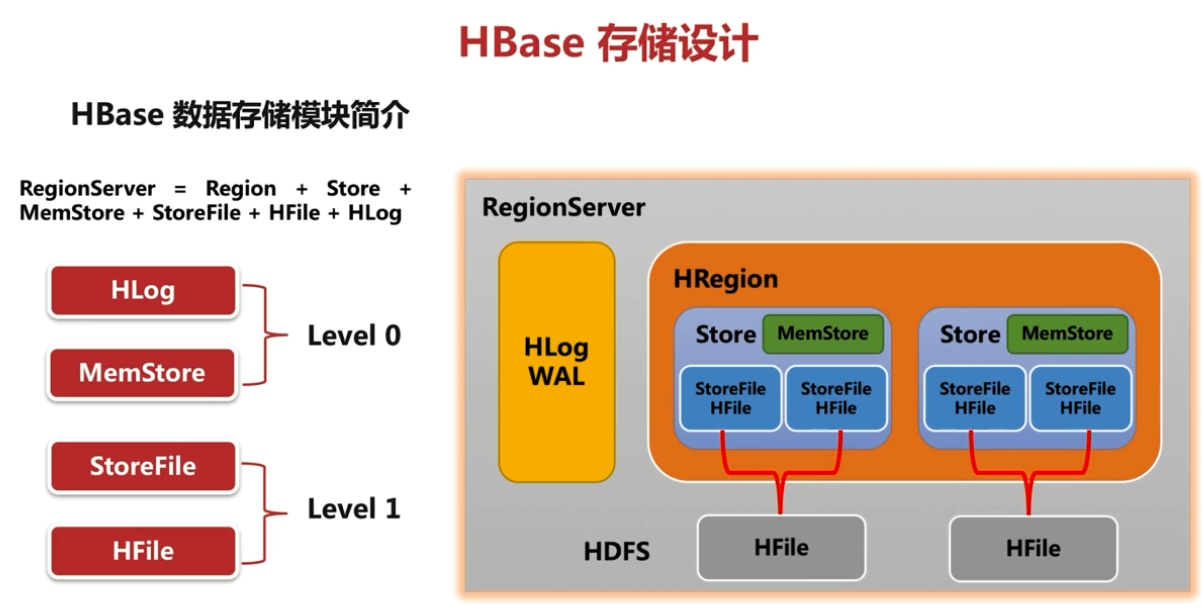 HBase 存储设计
HBase 数据存储模块简介
RegionServer = Region + Store +
MemStore + StoreFile + HFile + HLog
HLog
MemStore
Level 0
StoreFile
HFile
Level 1
RegionServer
HLog
WAL
HRegion
Store
MemStore
StoreFile
HFile
StoreFile
HFile
Store
MemStore
StoreFile
HFile
StoreFile
HFile
HDFS
HFile
HFile